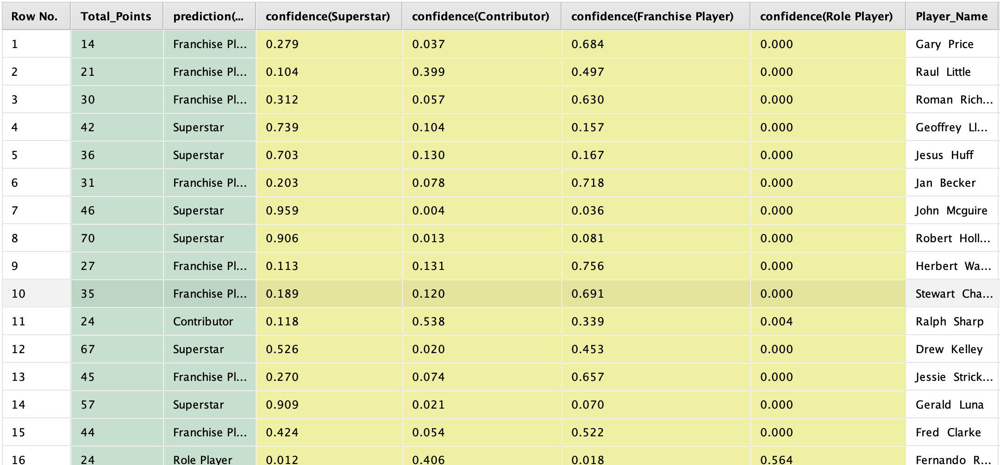 Row No. Total_Points prediction(... confidence(Superstar) confidence(Contributor) confidence(Franchise Player) confidence(Role Player) Player_Name
1 14 Franchise Pl... 0.279 0.037 0.684 0.000 Gary Price
2 21 Franchise Pl... 0.104 0.399 0.497 0.000 Raul Little
3 30 Franchise Pl... 0.312 0.057 0.630 0.000 Roman Rich...
4 42 Superstar 0.739 0.104 0.157 0.000 Geoffrey Ll...
5 36 Superstar 0.703 0.130 0.167 0.000 Jesus Huff
6 31 Franchise Pl... 0.203 0.078 0.718 0.000 Jan Becker
7 46 Superstar 0.959 0.004 0.036 0.000 John Mcguire
8 70 Superstar 0.906 0.013 0.081 0.000 Robert Holl...
9 27 Franchise Pl... 0.113 0.131 0.756 0.000 Herbert Wa...
10 35 Franchise Pl... 0.189 0.120 0.691 0.000 Stewart Cha...
11 24 Contributor 0.118 0.538 0.339 0.004 Ralph Sharp
12 67 Superstar 0.526 0.020 0.453 0.000 Drew Kelley
13 45 Franchise Pl... 0.270 0.074 0.657 0.000 Jessie Strick...
14 57 Superstar 0.909 0.021 0.070 0.000 Gerald Luna
15 44 Franchise Pl... 0.424 0.054 0.522 0.000 Fred Clarke
16 24 Role Player 0.012 0.406 0.018 0.564 Fernando R...